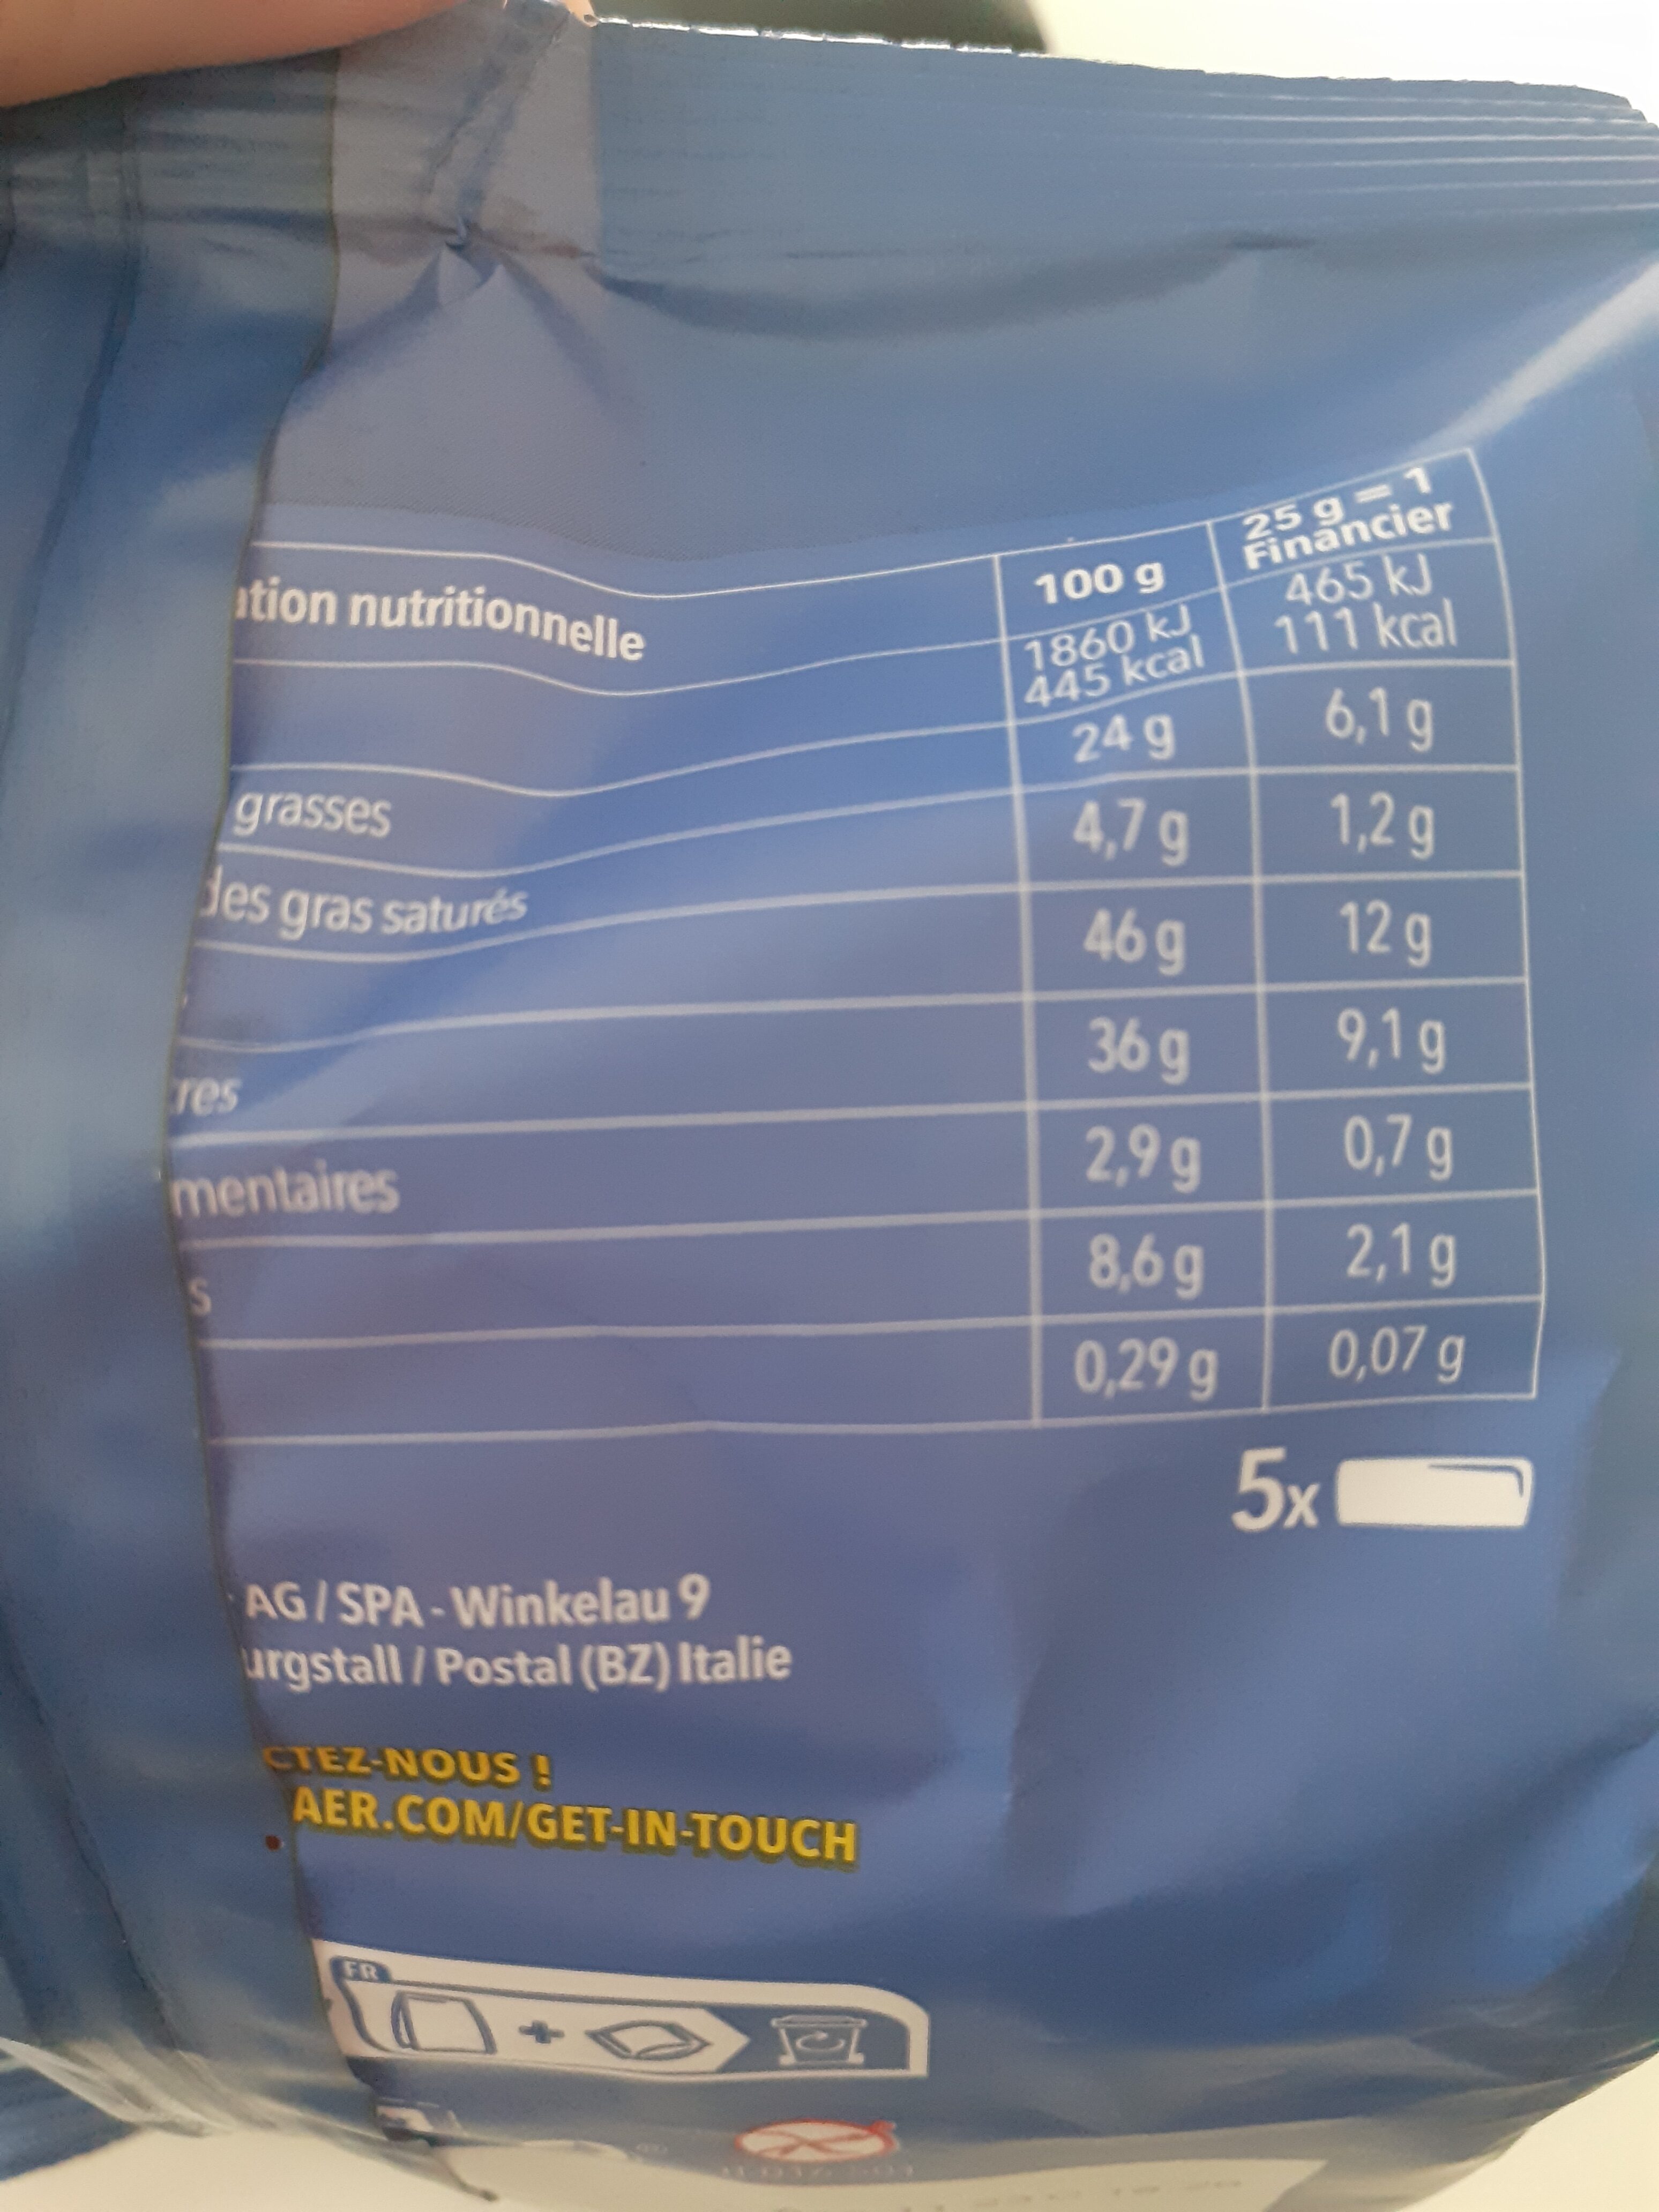 ation nutritionnelle 100 g 25 g = 1 Financier
1860 kJ 465 kJ
445 kcal 111 kcal
grasses 24 g 6,1 g
des gras saturés 4,7 g 1,2 g
46 g 12 g
res 36 g 9,1 g
mentaires 2,9 g 0,7 g
s 8,6 g 2,1 g
0,29 g 0,07 g
5x
AG / SPA - Winkelau 9
urgstall / Postal (BZ) Italie
CTEZ-NOUS !
AER.COM/GET-IN-TOUCH
FR
+